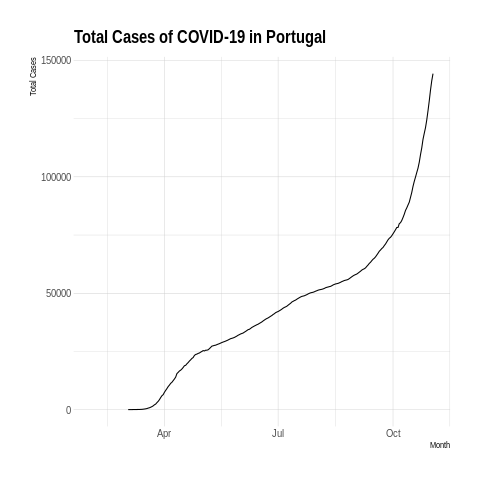 Total Cases of COVID-19 in Portugal
Total Cases
150000
100000
50000
0
Apr Jul Oct
Month